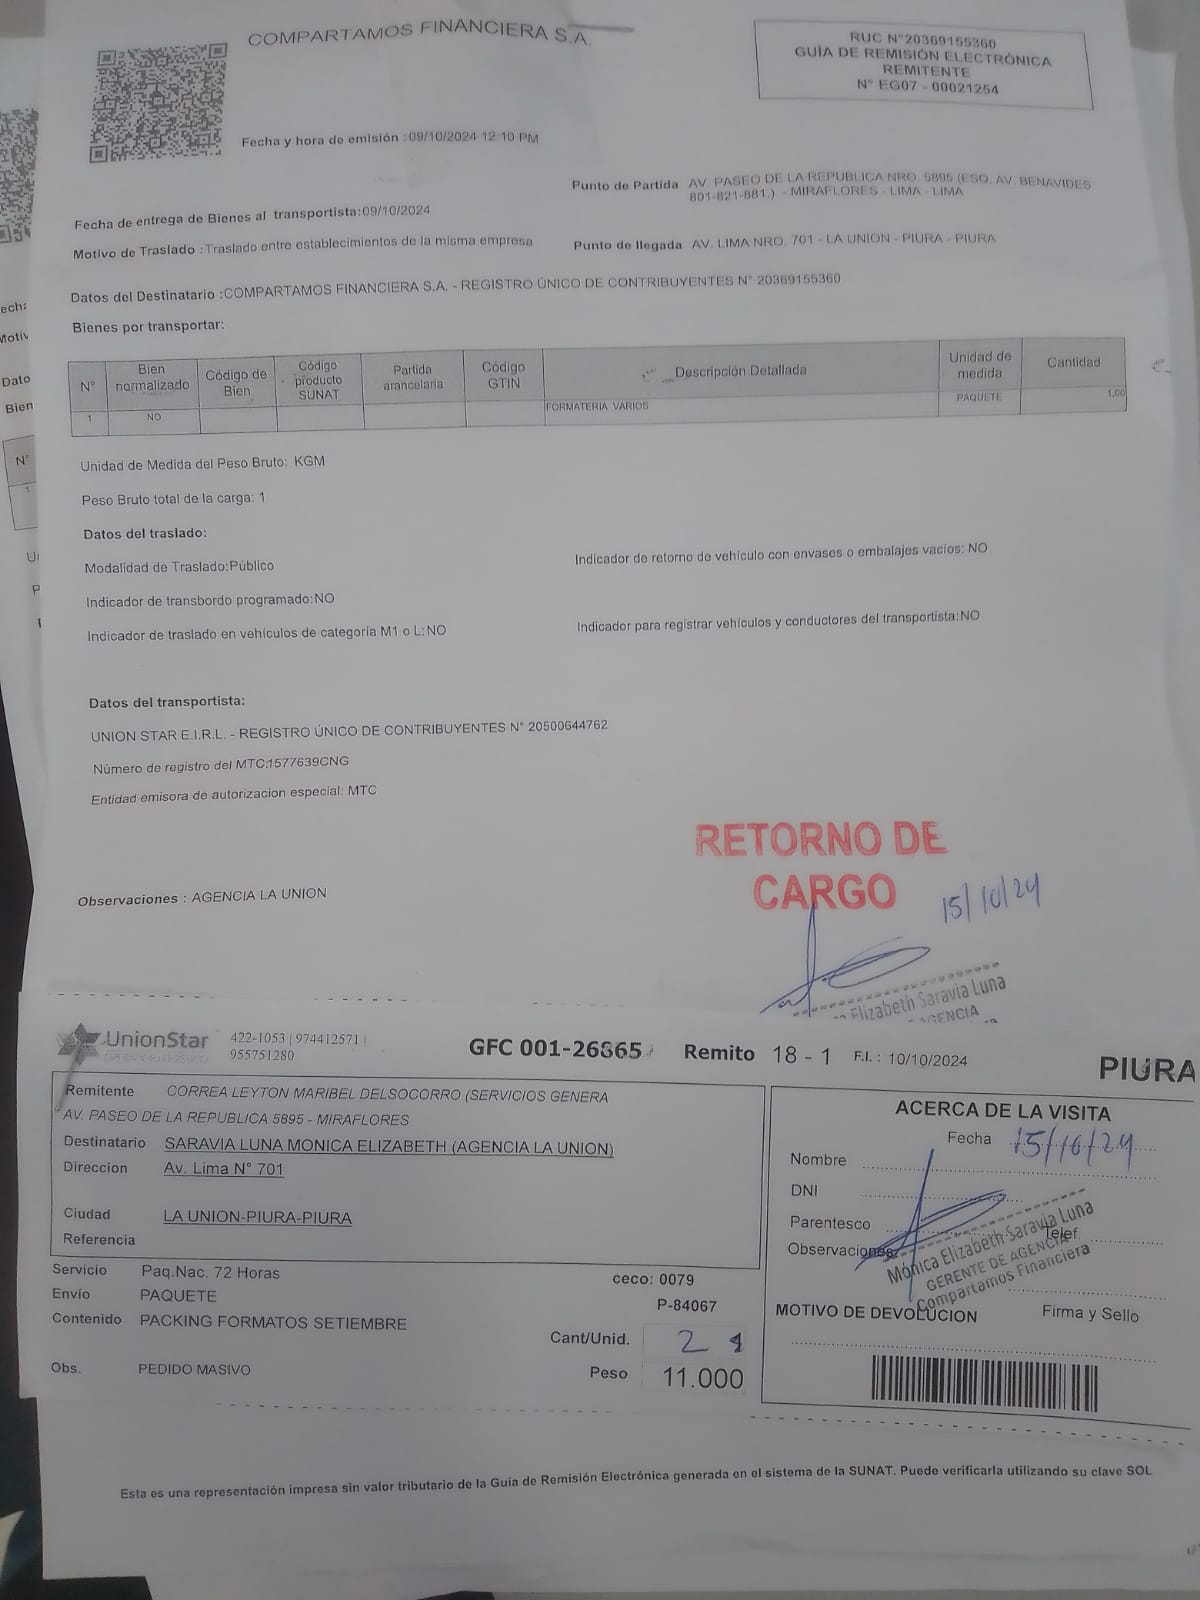 COMPARTAMOS FINANCIERA S.A.
RUC N°20369155360
GUÍA DE REMISIÓN ELECTRÓNICA
REMITENTE
N° EG07 - 00021254
Fecha y hora de emisión :09/10/2024 12:10 PM
Punto de Partida AV. PASEO DE LA REPUBLICA NRO. 5895 (ESQ. AV. BENAVIDES
801-821-881.) - MIRAFLORES - LIMA - LIMA
Fecha de entrega de Bienes al transportista:09/10/2024
Motivo de Traslado :Traslado entre establecimientos de la misma empresa
Punto de llegada AV. LIMA NRO. 701 - LA UNION - PIURA - PIURA
Datos del Destinatario :COMPARTAMOS FINANCIERA S.A. - REGISTRO ÚNICO DE CONTRIBUYENTES N° 20369155360
Bienes por transportar:
N° Bien normalizado Código de Bien Código producto SUNAT Partida arancelaria Código GTIN Descripción Detallada Unidad de medida Cantidad
1 NO FORMATERIA VARIOS PAQUETE 1.00
Unidad de Medida del Peso Bruto: KGM
Peso Bruto total de la carga: 1
Datos del traslado:
Modalidad de Traslado:Público
Indicador de retorno de vehículo con envases o embalajes vacios: NO
Indicador de transbordo programado:NO
Indicador de traslado en vehículos de categoría M1 o L:NO
Indicador para registrar vehículos y conductores del transportista:NO
Datos del transportista:
UNION STAR E.I.R.L. - REGISTRO ÚNICO DE CONTRIBUYENTES N° 20500644762
Número de registro del MTC:1577639CNG
Entidad emisora de autorizacion especial: MTC
RETORNO DE
CARGO
15/10/24
Observaciones : AGENCIA LA UNION
Elizabeth Saravia Luna
AGENCIA
UnionStar
422-1053 | 974412571 |
955751280
GFC 001-26865 Remito 18 - 1 F.I.: 10/10/2024
PIURA
Remitente CORREA LEYTON MARIBEL DELSOCORRO (SERVICIOS GENERA
AV. PASEO DE LA REPUBLICA 5895 - MIRAFLORES
Destinatario SARAVIA LUNA MONICA ELIZABETH (AGENCIA LA UNION)
Direccion Av. Lima N° 701
Ciudad LA UNION-PIURA-PIURA
Referencia
Servicio Paq.Nac. 72 Horas
ceco: 0079
Envío PAQUETE
P-84067
Contenido PACKING FORMATOS SETIEMBRE
Cant/Unid. 2
Obs. PEDIDO MASIVO
Peso 11.000
ACERCA DE LA VISITA
Fecha 15/10/24
Nombre
DNI
Parentesco
Telef.
Observaciones
Mónica Elizabeth Saravia Luna
GERENTE DE AGENCIA
Compartamos Financiera
MOTIVO DE DEVOLUCION
Firma y Sello
Esta es una representación impresa sin valor tributario de la Guía de Remisión Electrónica generada en el sistema de la SUNAT. Puede verificarla utilizando su clave SOL